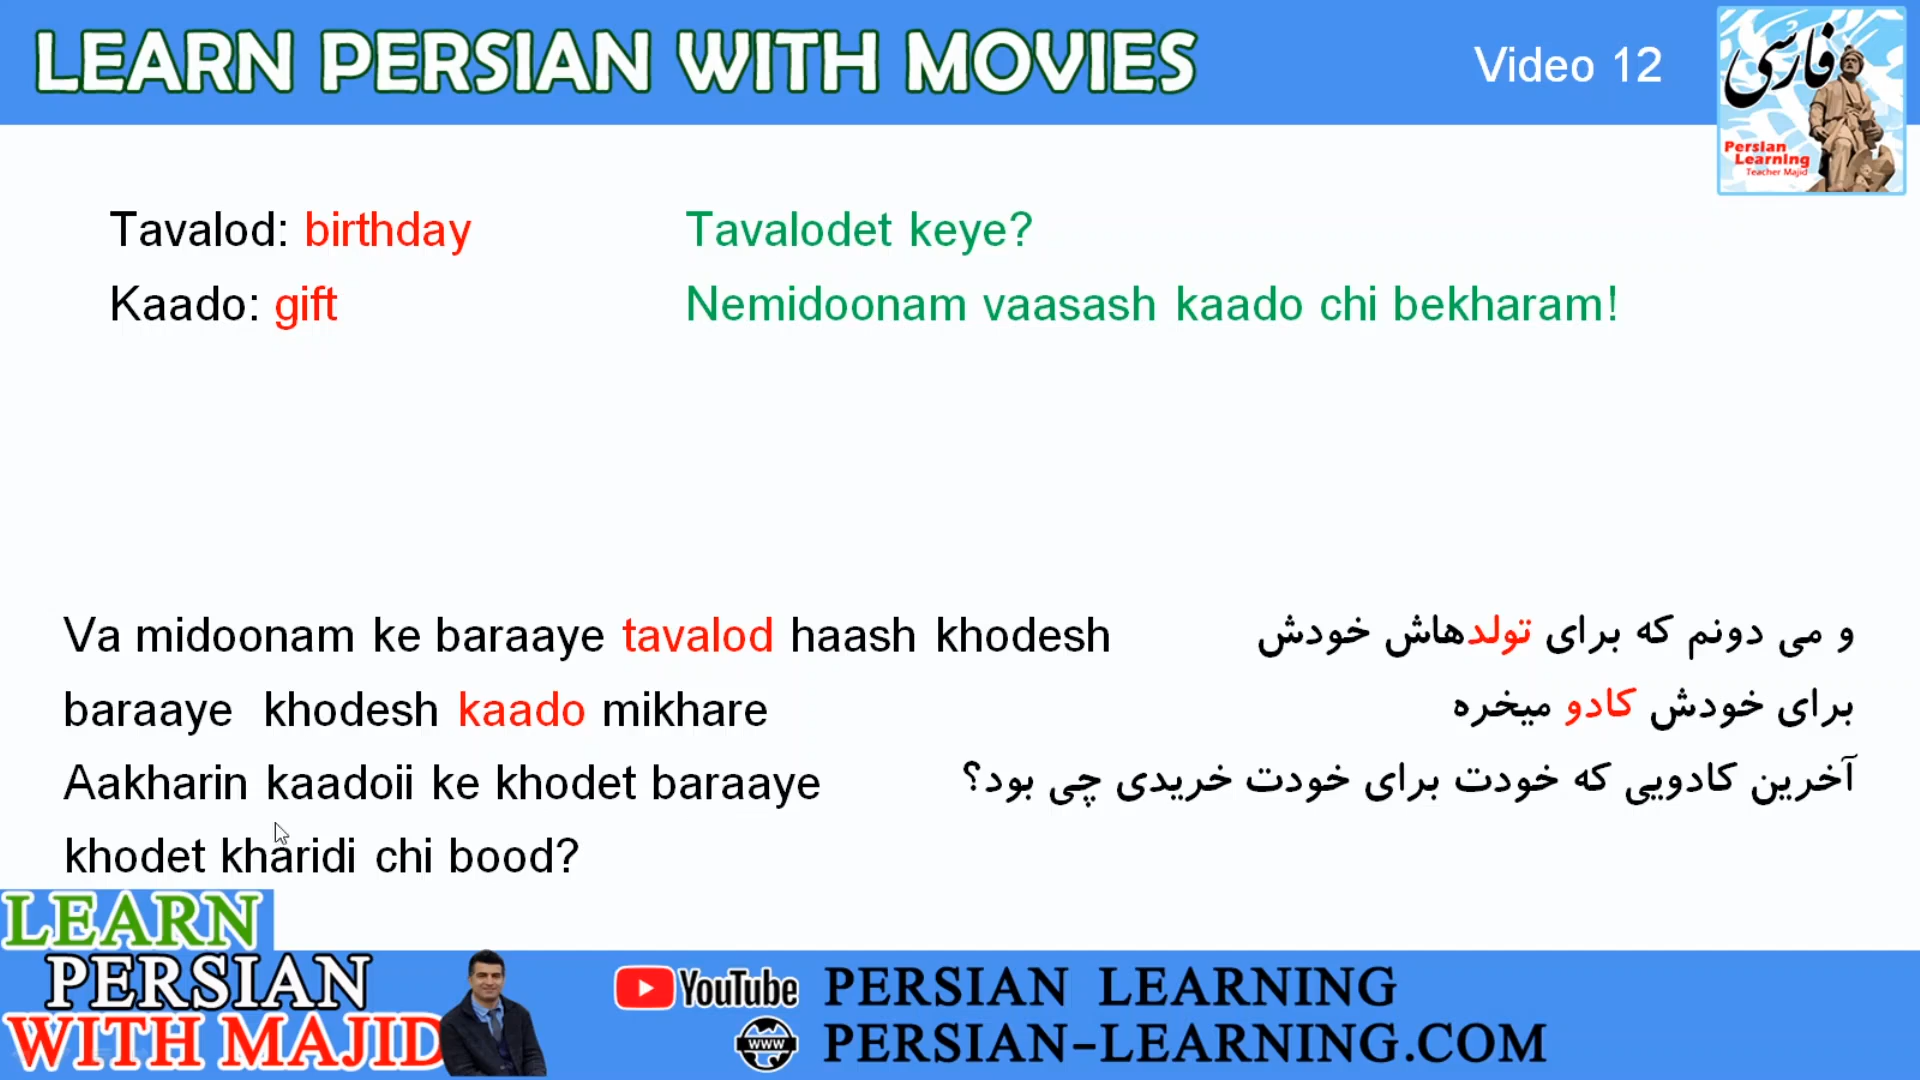 LEARN PERSIAN WITH MOVIES
Video 12
فارسی
Persian
Learning
Teacher Majid
Tavalod: birthday
Tavalodet keye?
Kaado: gift
Nemidoonam vaasash kaado chi bekharam!
Va midoonam ke baraaye tavalod haash khodesh
و می دونم که برای تولدهاش خودش
baraaye khodesh kaado mikhare
برای خودش کادو میخره
Aakharin kaadoii ke khodet baraaye
آخرین کادویی که خودت برای خودت خریدی چی بود؟
khodet kharidi chi bood?
LEARN
PERSIAN
WITH MAJID
YouTube PERSIAN LEARNING
WWW PERSIAN-LEARNING.COM